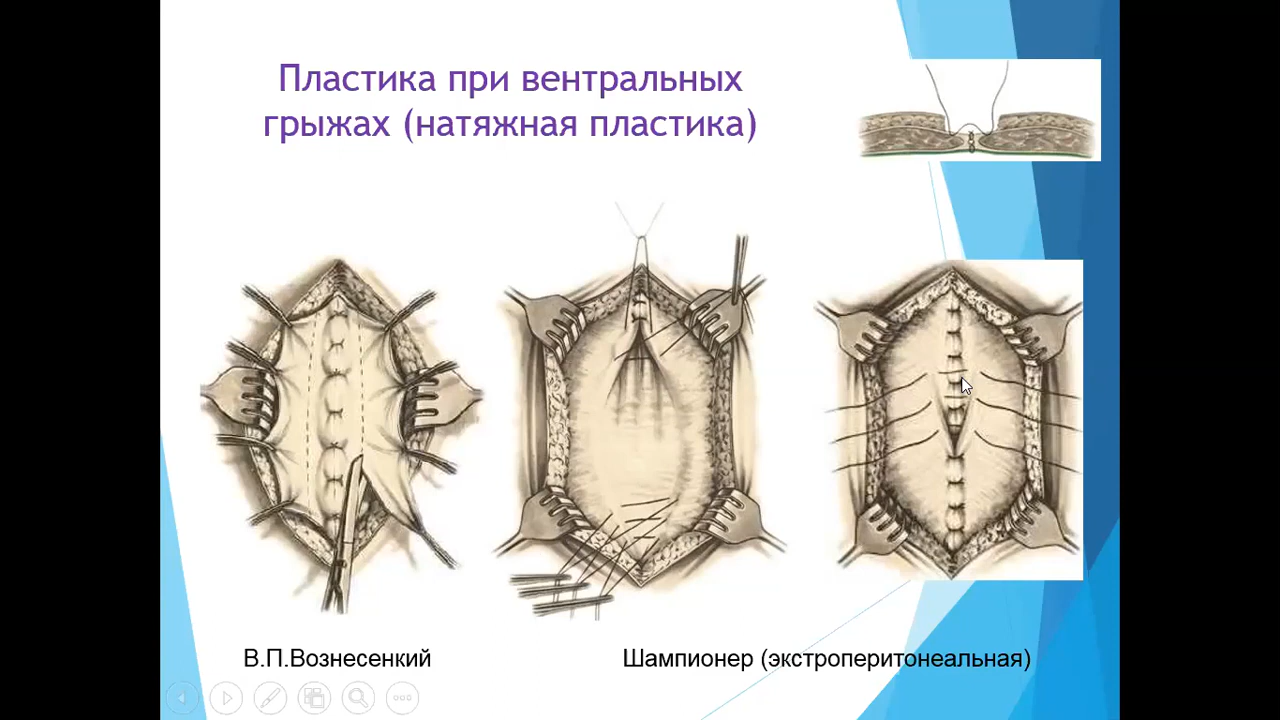 Пластика при вентральных
грыжах (натяжная пластика)
В.П.Вознесенкий
Шампионер (экстроперитонеальная)